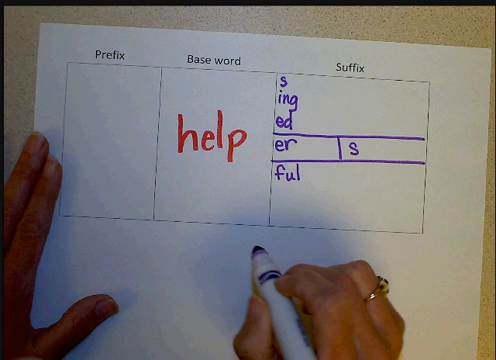 Prefix Base word Suffix
s
ing
help
ed
er s
ful